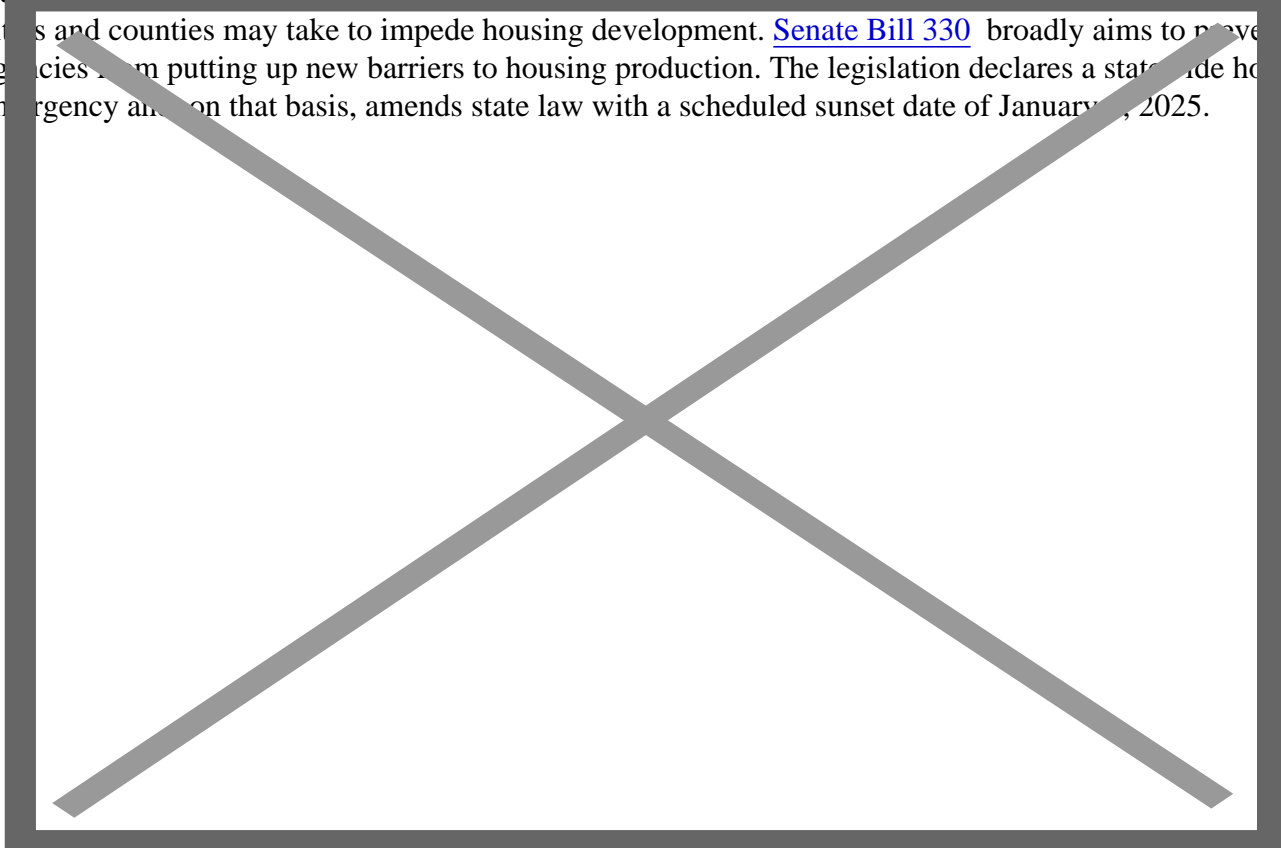 and counties may take to impede housing development. Senate Bill 330 broadly aims to
putting up new barriers to housing production. The legislation declares a
on that basis, amends state law with a scheduled sunset date of January , 2025.